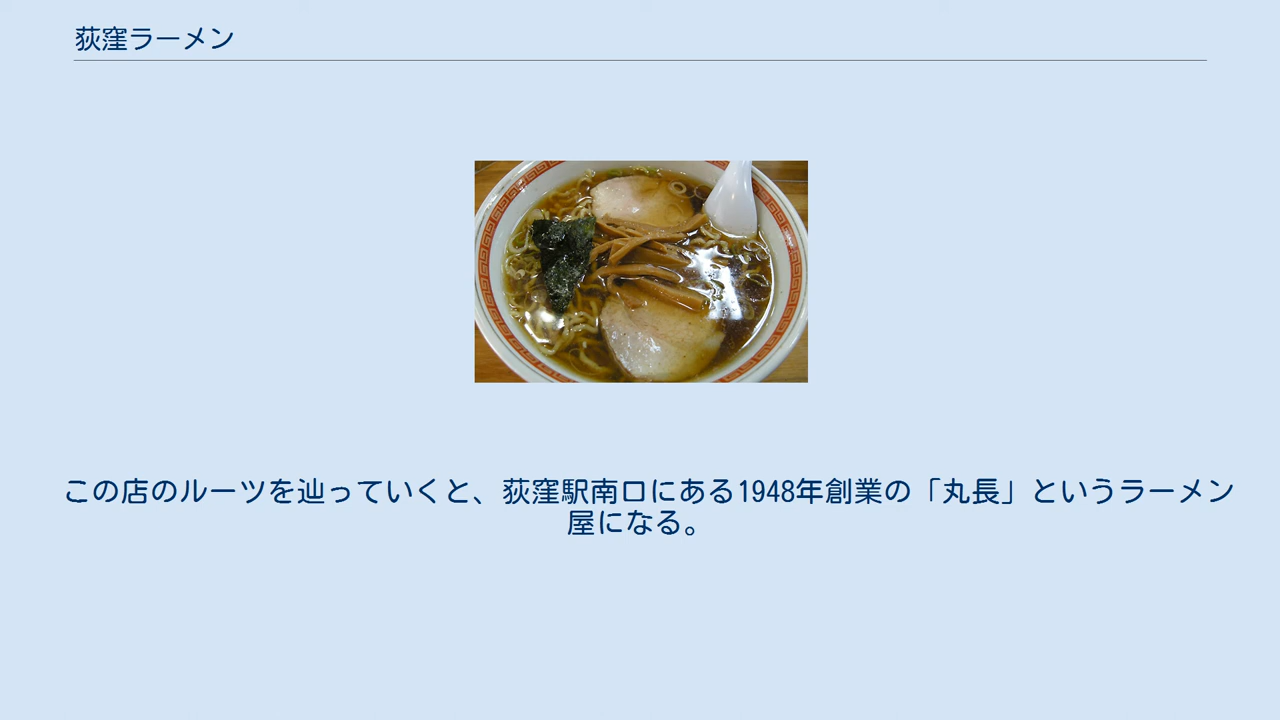 荻窪ラーメン
この店のルーツを辿っていくと、荻窪駅南口にある1948年創業の「丸長」というラーメン
屋になる。